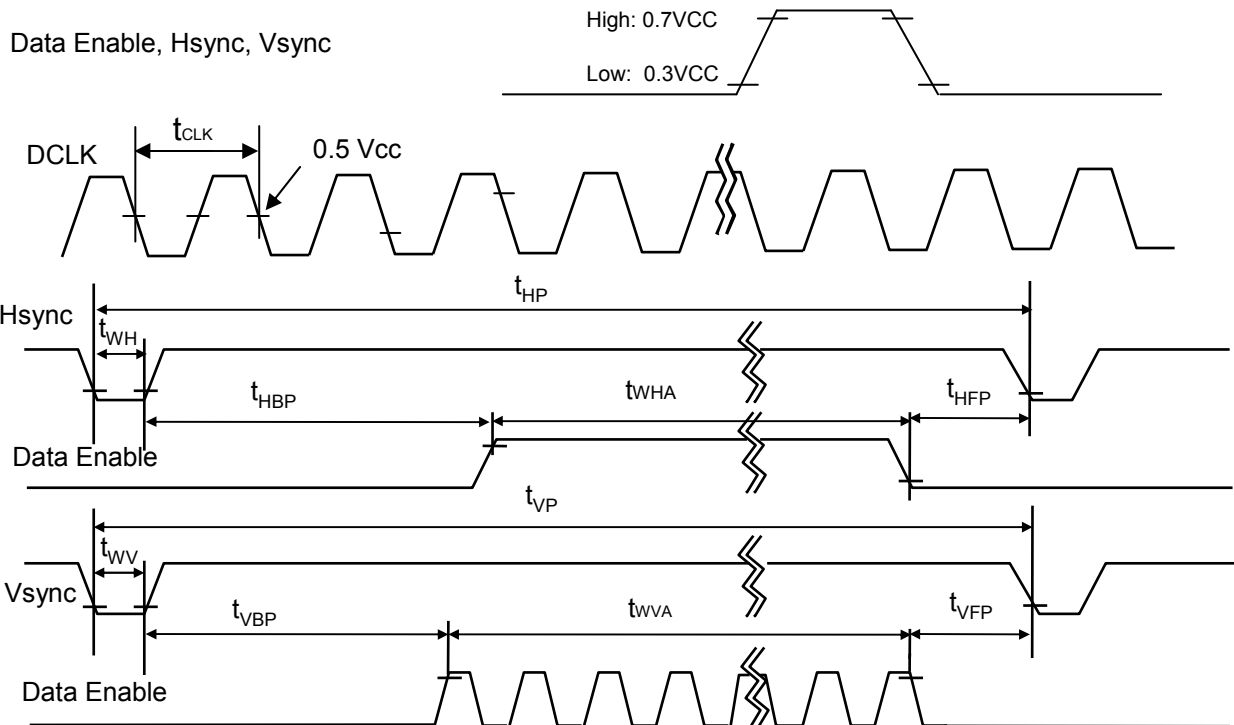 High: 0.7VCC
Data Enable, Hsync, Vsync
Low: 0.3VCC
tCLK
DCLK
0.5 Vcc
tHP
Hsync
tWH
tHBP
tWHA
tHFP
Data Enable
tVP
tWV
Vsync
tVBP
tWVA
tVFP
Data Enable